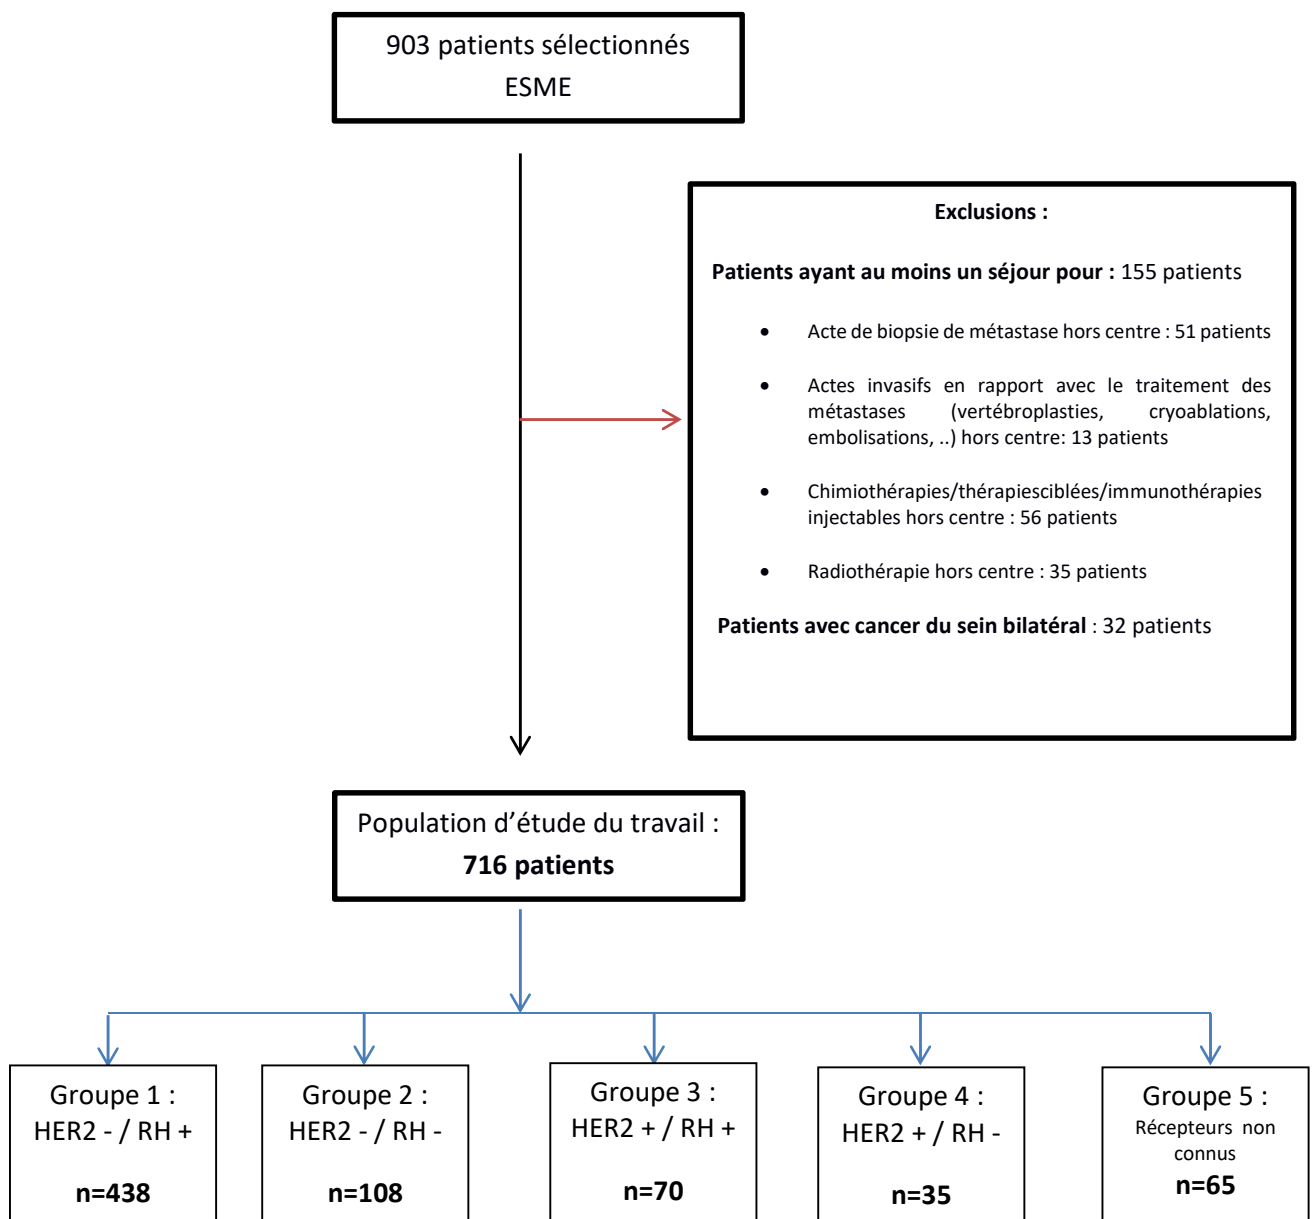 903 patients sélectionnés
ESME
Exclusions :
Patients ayant au moins un séjour pour : 155 patients
• Acte de biopsie de métastase hors centre : 51 patients
• Actes invasifs en rapport avec le traitement des
métastases (vertébroplasties, cryoablations,
embolisations, ..) hors centre: 13 patients
• Chimiothérapies/thérapiesciblées/immunothérapies
injectables hors centre : 56 patients
• Radiothérapie hors centre : 35 patients
Patients avec cancer du sein bilatéral : 32 patients
Population d’étude du travail :
716 patients
Groupe 1 :
HER2 - / RH +
n=438
Groupe 2 :
HER2 - / RH -
n=108
Groupe 3 :
HER2 + / RH +
n=70
Groupe 4 :
HER2 + / RH -
n=35
Groupe 5 :
Récepteurs non
connus
n=65